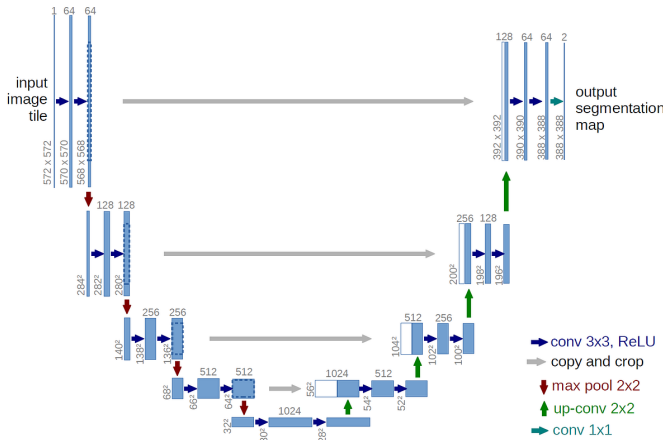 1 64 64
128 64 64 2
input
image
tile
output
segmentation
map
572 x 572
570 x 570
568 x 568
392 x 392
390 x 390
388 x 388
388 x 388
128 128
256 128
284²
282²
280²
200²
198²
196²
256 256
512 256
140²
138²
136²
104²
102²
100²
512 512
1024 512
68²
66²
64²
56²
54²
52²
1024
32²
30²
28²
conv 3x3, ReLU
copy and crop
max pool 2x2
up-conv 2x2
conv 1x1